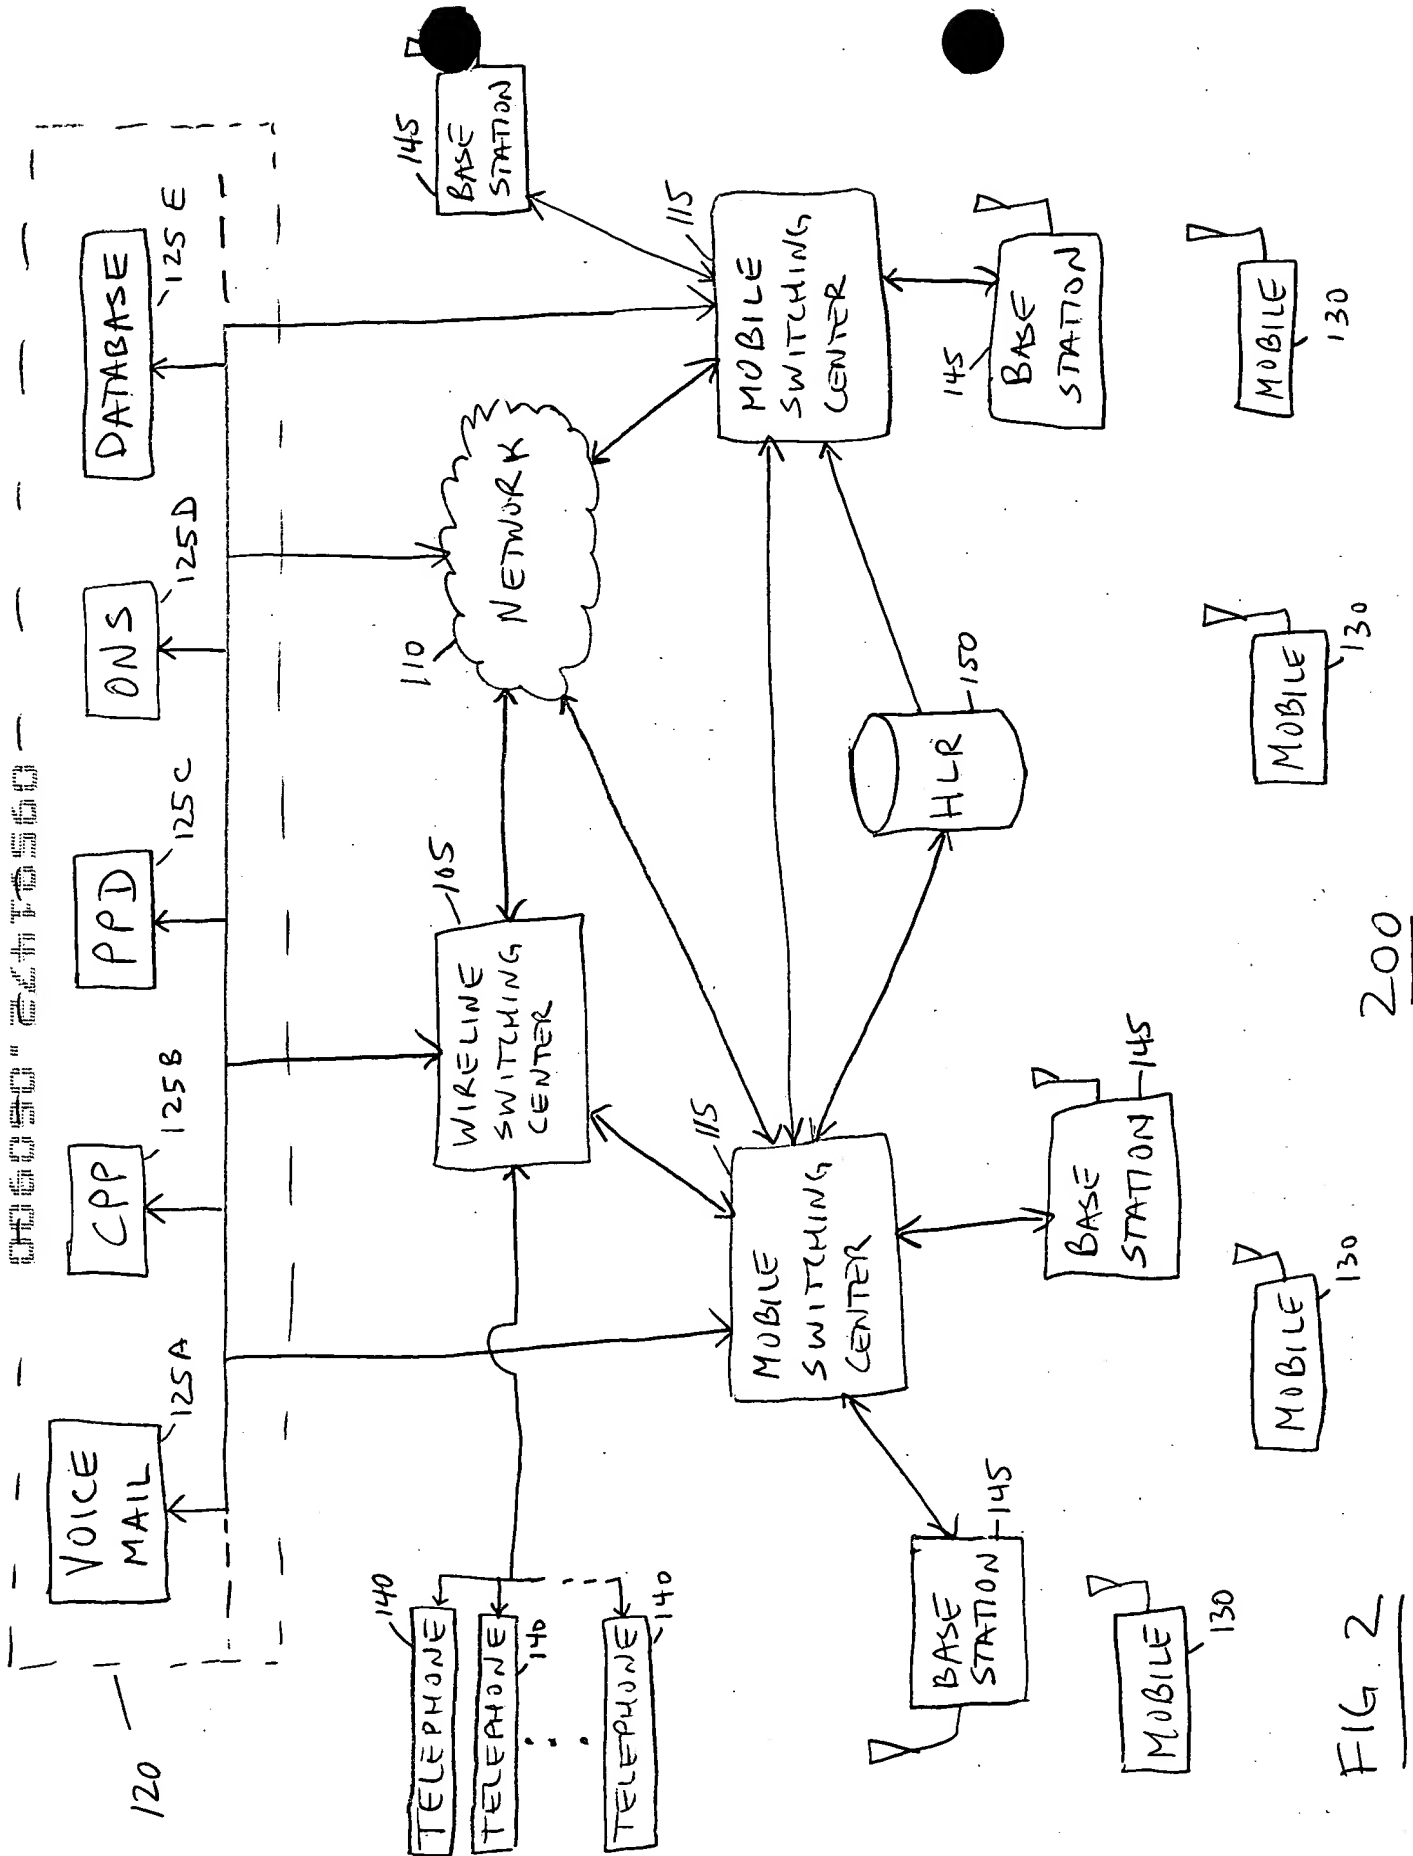 120
VOICE
MAIL
125A
CPP
125B
PPD
125C
ONS
125D
DATABASE
125E
TELEPHONE
140
TELEPHONE
140
TELEPHONE
140
WIRELINE
SWITCHING
CENTER
105
NETWORK
110
BASE
STATION
145
MOBILE
SWITCHING
CENTER
115
MOBILE
SWITCHING
CENTER
115
HLR
150
BASE
STATION
145
BASE
STATION
145
BASE
STATION
145
MOBILE
130
MOBILE
130
MOBILE
130
MOBILE
130
200
FIG. 2